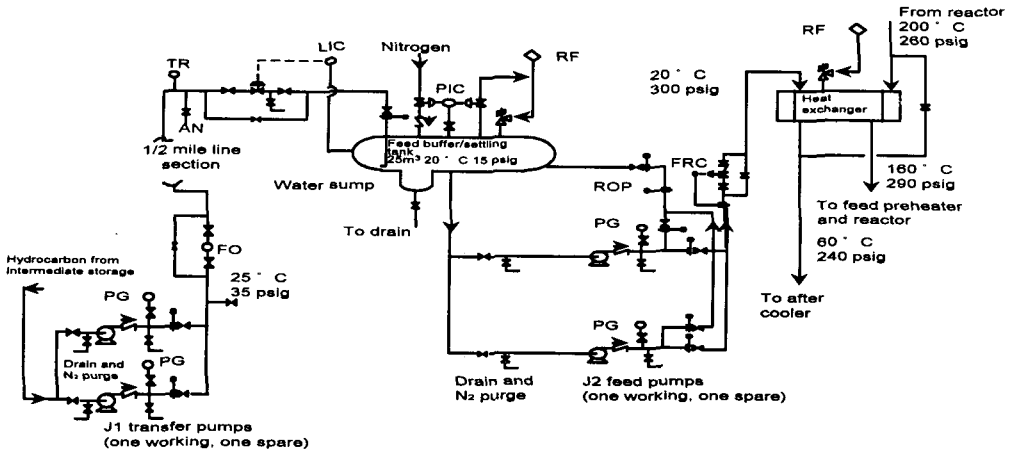 From reactor
200° C
260 psig
RF
LIC
Nitrogen
RF
TR
PIC
20° C
300 psig
Heat
exchanger
AN
Feed buffer/settling
tank
25m³ 20° C 15 psig
1/2 mile line
section
FRC
Water sump
ROP
160° C
290 psig
To feed preheater
and reactor
To drain
PG
FO
60° C
240 psig
Hydrocarbon from
intermediate storage
25° C
35 psig
PG
To after
cooler
PG
Drain and
N₂ purge
PG
Drain and
N₂ purge
J2 feed pumps
(one working, one spare)
J1 transfer pumps
(one working, one spare)